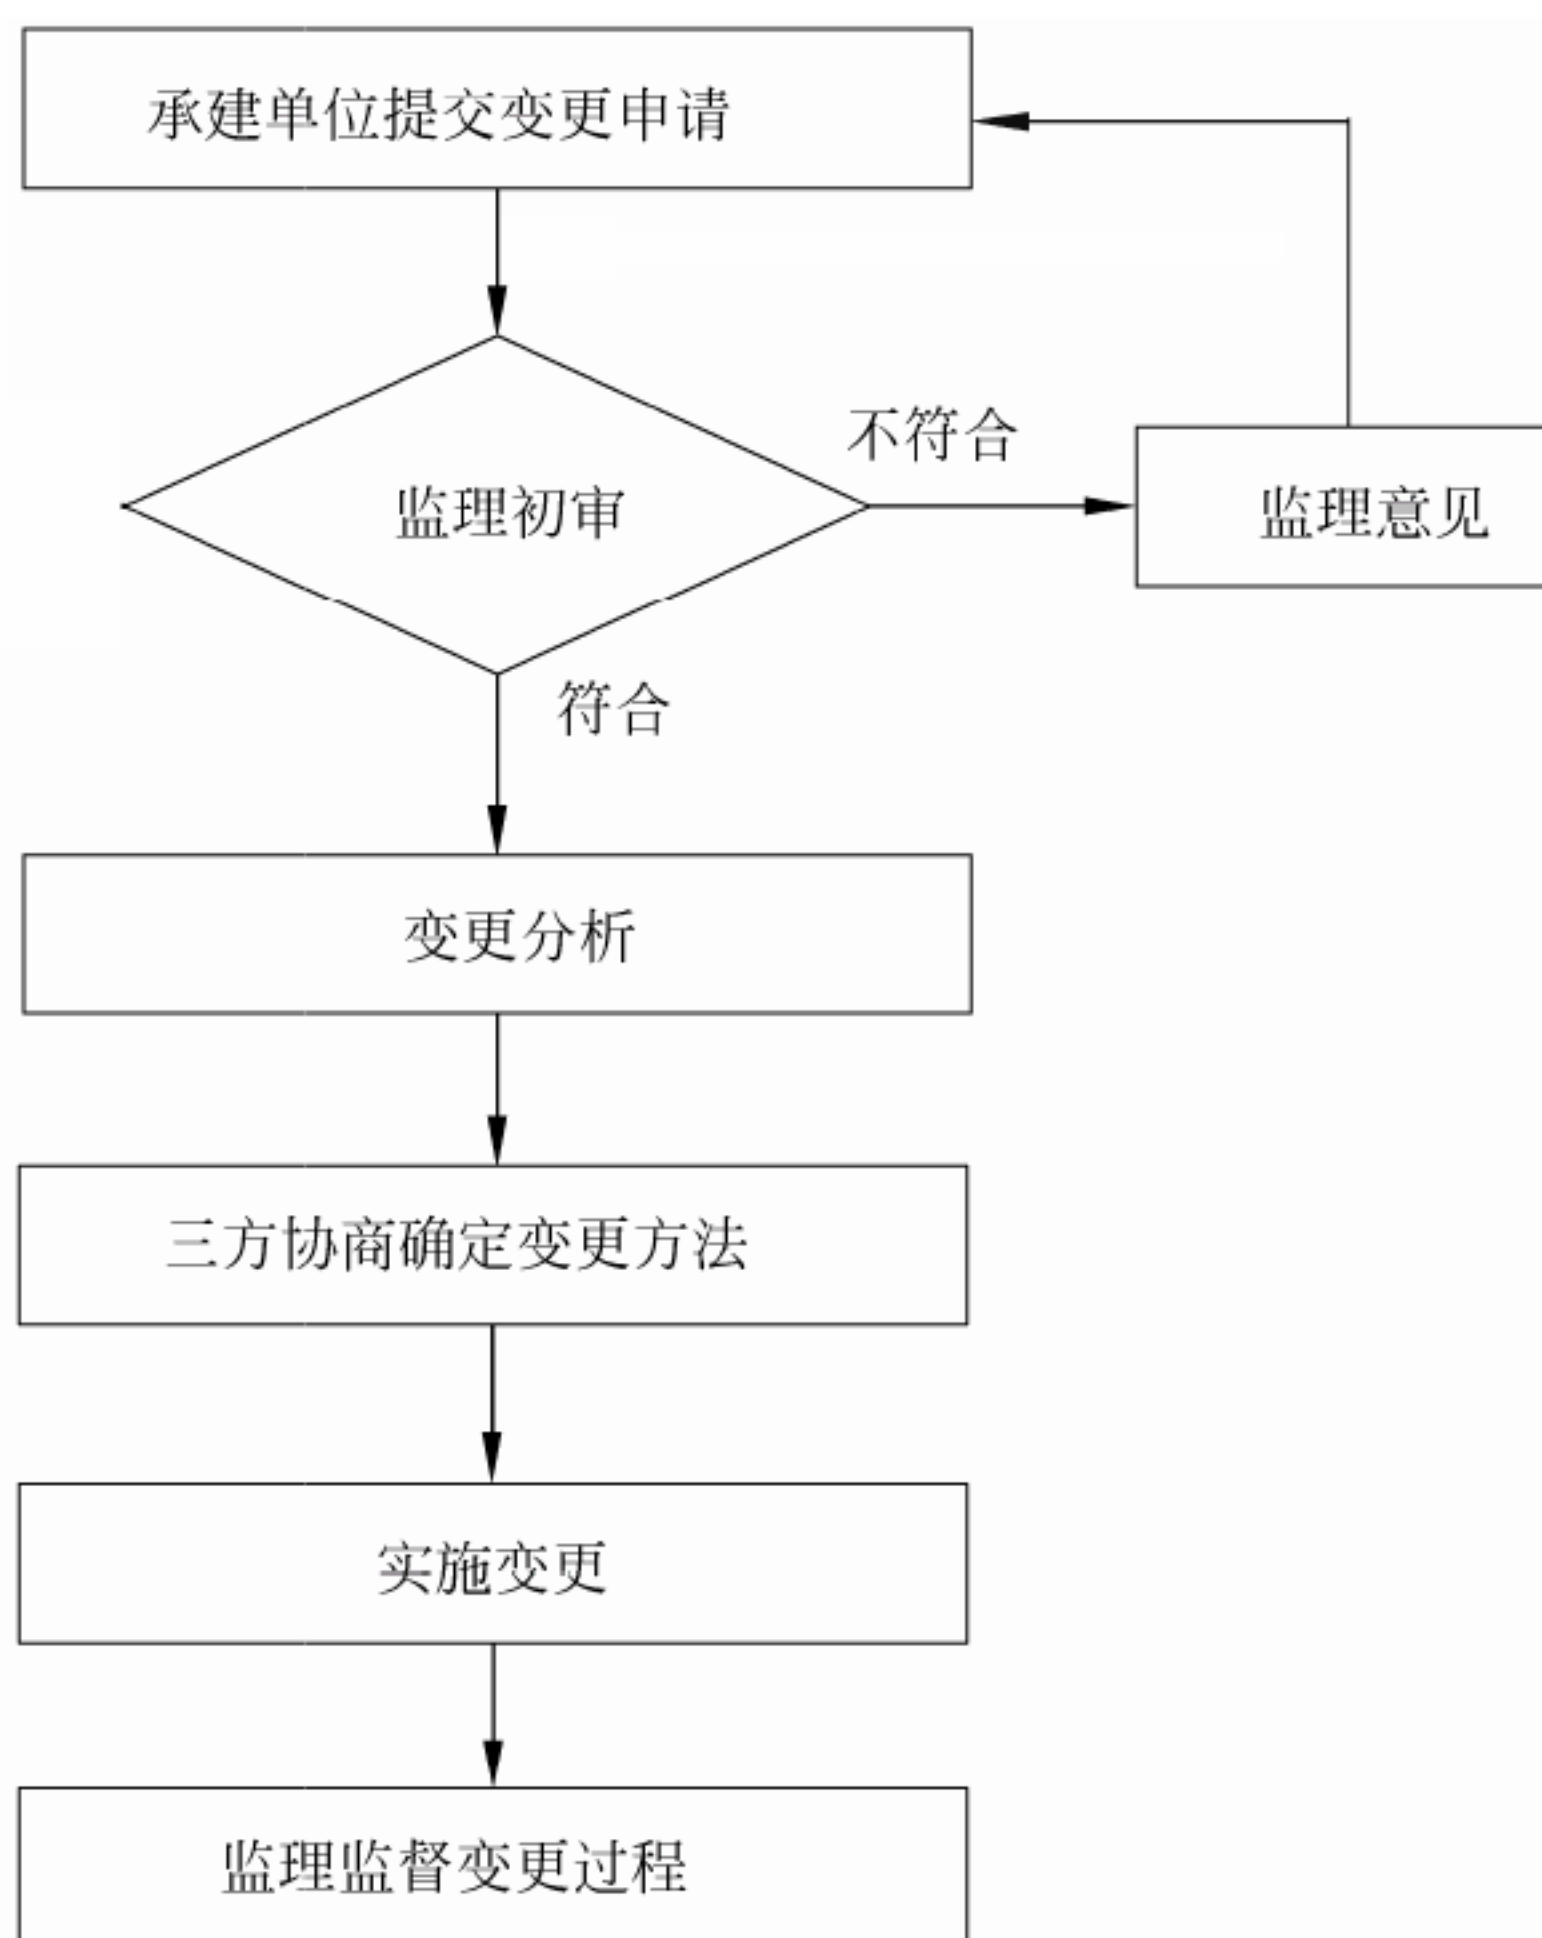 承建单位提交变更申请
不符合
监理初审
监理意见
符合
变更分析
三方协商确定变更方法
实施变更
监理监督变更过程